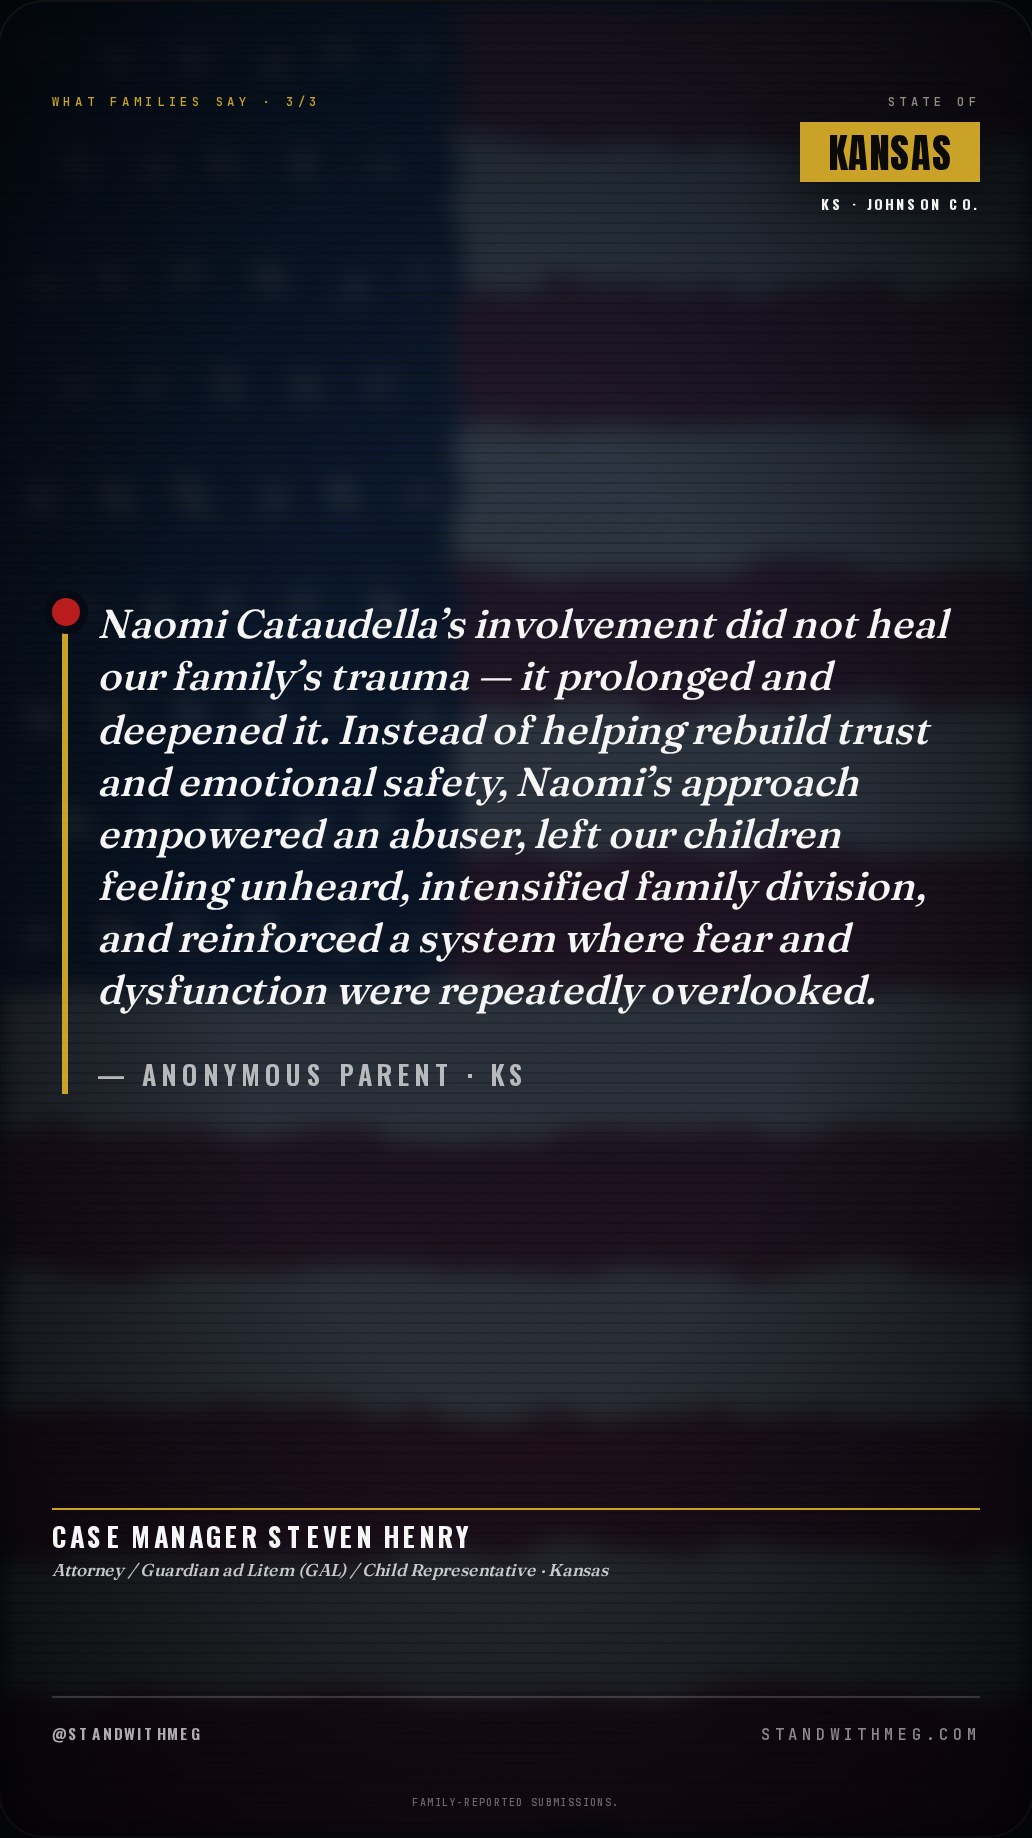 WHAT FAMILIES SAY · 3/3
STATE OF
KANSAS
KS · JOHNSON CO.
Naomi Cataudella’s involvement did not heal
our family’s trauma — it prolonged and
deepened it. Instead of helping rebuild trust
and emotional safety, Naomi’s approach
empowered an abuser, left our children
feeling unheard, intensified family division,
and reinforced a system where fear and
dysfunction were repeatedly overlooked.
— ANONYMOUS PARENT · KS
CASE MANAGER STEVEN HENRY
Attorney / Guardian ad Litem (GAL) / Child Representative · Kansas
@STANDWITHMEG
STANDWITHMEG.COM
FAMILY-REPORTED SUBMISSIONS.